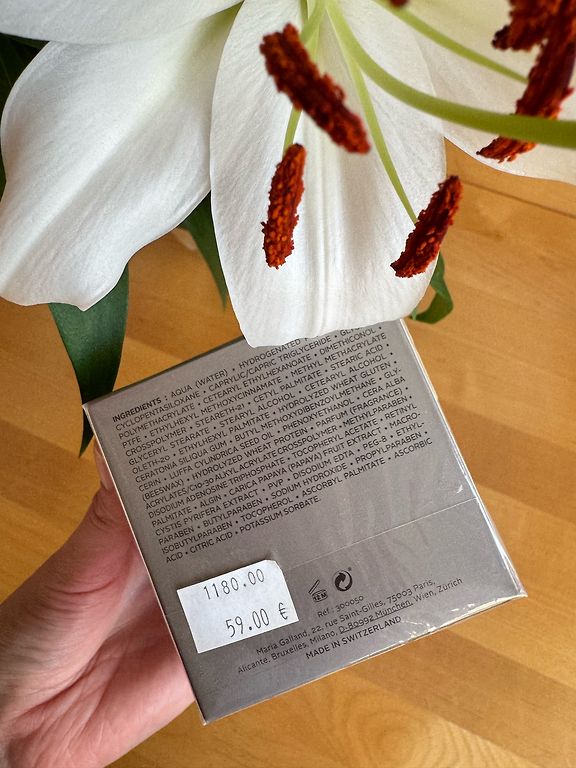 INGREDIENTS : AQUA (WATER) • HYDROGENATED
CYCLOPENTASILOXANE • CAPRYLIC/CAPRIC TRIGLYCERIDE •
POLYMETHACRYLATE • CETEARYL ETHYLHEXANOATE • DIMETHICONE •
PTFE • ETHYLHEXYL METHOXYCINNAMATE • METHYL METHACRYLATE
CROSSPOLYMER • STEARETH-2 • CETYL PALMITATE • STEARIC ACID •
GLYCERYL STEARATE • STEARYL ALCOHOL • CETEARYL ALCOHOL •
OLETH-20 • ETHYLHEXYL PALMITATE • HYDROLYZED WHEAT GLUTEN •
CERATONIA SILIQUA GUM • BUTYL METHOXYDIBENZOYLMETHANE • GLY-
CERIN • LUFFA CYLINDRICA SEED OIL • PHENOXYETHANOL • CERA ALBA
(BEESWAX) • HYDROLYZED WHEAT PROTEIN • PARFUM (FRAGRANCE) •
ACRYLATES/C10-30 ALKYL ACRYLATE CROSSPOLYMER • METHYLPARABEN •
DISODIUM ADENOSINE TRIPHOSPHATE • TOCOPHERYL ACETATE • RETINYL
PALMITATE • ALGIN • CARICA PAPAYA (PAPAYA) FRUIT EXTRACT • MACRO-
CYSTIS PYRIFERA EXTRACT • PVP • DISODIUM EDTA • PEG-8 • ETHYL-
PARABEN • BUTYLPARABEN • SODIUM HYDROXIDE • PROPYLPARABEN •
ISOBUTYLPARABEN • TOCOPHEROL • ASCORBYL PALMITATE • ASCORBIC
ACID • CITRIC ACID • POTASSIUM SORBATE.
1180.00
59.00 €
Réf.: 300050
Maria Galland, 22, rue Saint-Gilles, 75003 Paris,
Alicante, Bruxelles, Milano, D-80992 München, Wien, Zürich
MADE IN SWITZERLAND